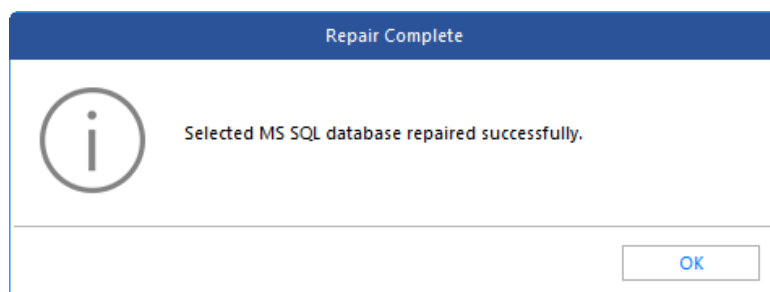 Repair Complete
Selected MS SQL database repaired successfully.
OK